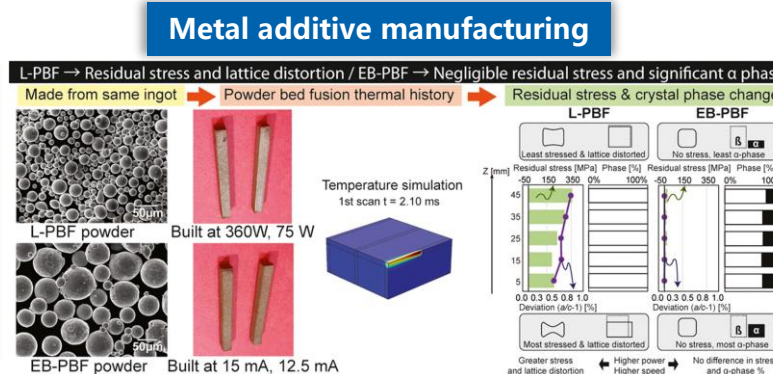 Metal additive manufacturing
L-PBF → Residual stress and lattice distortion / EB-PBF → Negligible residual stress and significant α phas
Made from same ingot
Powder bed fusion thermal history
Residual stress & crystal phase change
50μm
L-PBF powder
Built at 360W, 75 W
50μm
EB-PBF powder
Built at 15 mA, 12.5 mA
Temperature simulation
1st scan t = 2.10 ms
L-PBF EB-PBF
Least stressed & lattice distorted
No stress, least α-phase
ß α
Residual stress [MPa] Phase [%] Residual stress [MPa] Phase [%]
Z [mm] -50 150 350 0% 100% -50 150 350 0% 100%
45
35
25
15
5
0.0 0.3 0.5 0.8 1.0 0.0 0.3 0.5 0.8 1.0
Deviation (a/c-1) [%] Deviation (a/c-1) [%]
Most stressed & lattice distorted
No stress, most α-phase
ß α
Greater stress Higher power No difference in stres
and lattice distortion Higher speed and α-phase %